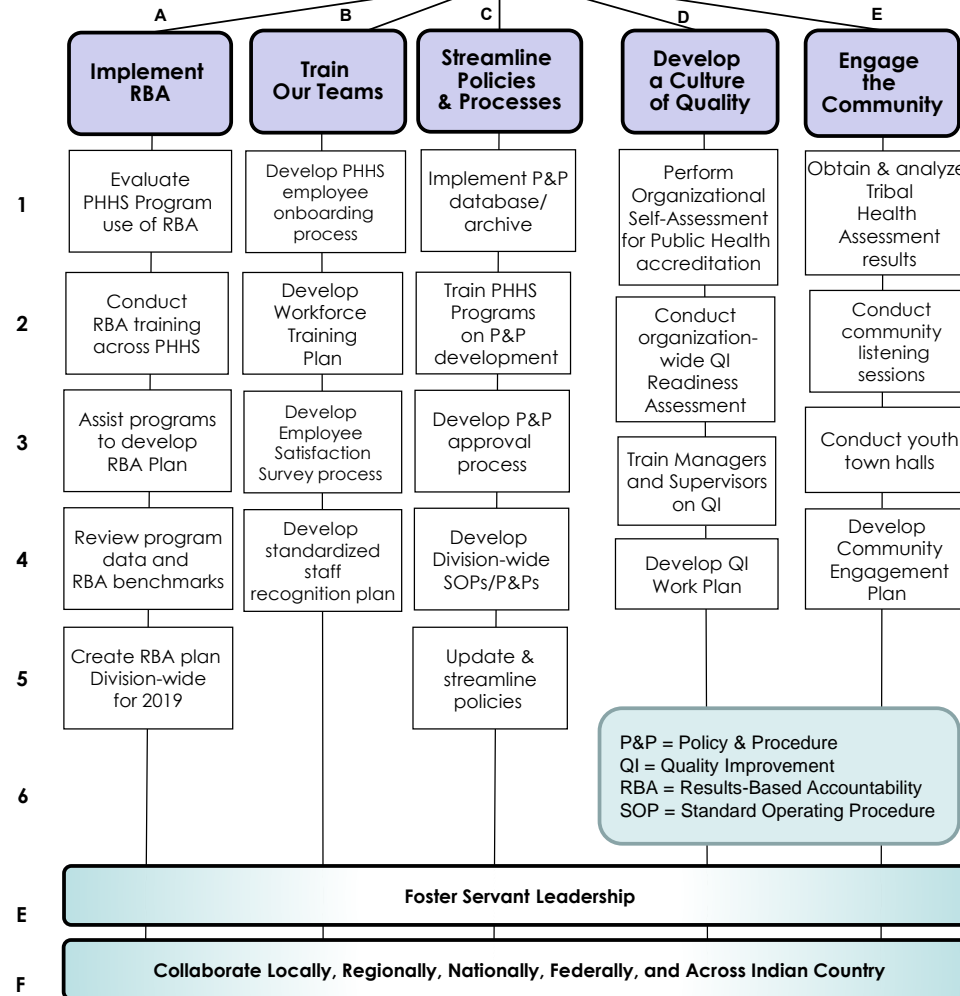 A
B
C
D
E
Implement
RBA
Train
Our Teams
Streamline
Policies
& Processes
Develop
a Culture
of Quality
Engage
the
Community
1
Evaluate
PHHS Program
use of RBA
Develop PHHS
employee
onboarding
process
Implement P&P
database/
archive
Perform
Organizational
Self-Assessment
for Public Health
accreditation
Obtain & analyze
Tribal
Health
Assessment
results
2
Conduct
RBA training
across PHHS
Develop
Workforce
Training
Plan
Train PHHS
Programs
on P&P
development
Conduct
organization-
wide QI
Readiness
Assessment
Conduct
community
listening
sessions
3
Assist programs
to develop
RBA Plan
Develop
Employee
Satisfaction
Survey process
Develop P&P
approval
process
Train Managers
and Supervisors
on QI
Conduct youth
town halls
4
Review program
data and
RBA benchmarks
Develop
standardized
staff
recognition plan
Develop
Division-wide
SOPs/P&Ps
Develop QI
Work Plan
Develop
Community
Engagement
Plan
5
Create RBA plan
Division-wide
for 2019
Update &
streamline
policies
6
P&P = Policy & Procedure
QI = Quality Improvement
RBA = Results-Based Accountability
SOP = Standard Operating Procedure
E
Foster Servant Leadership
F
Collaborate Locally, Regionally, Nationally, Federally, and Across Indian Country